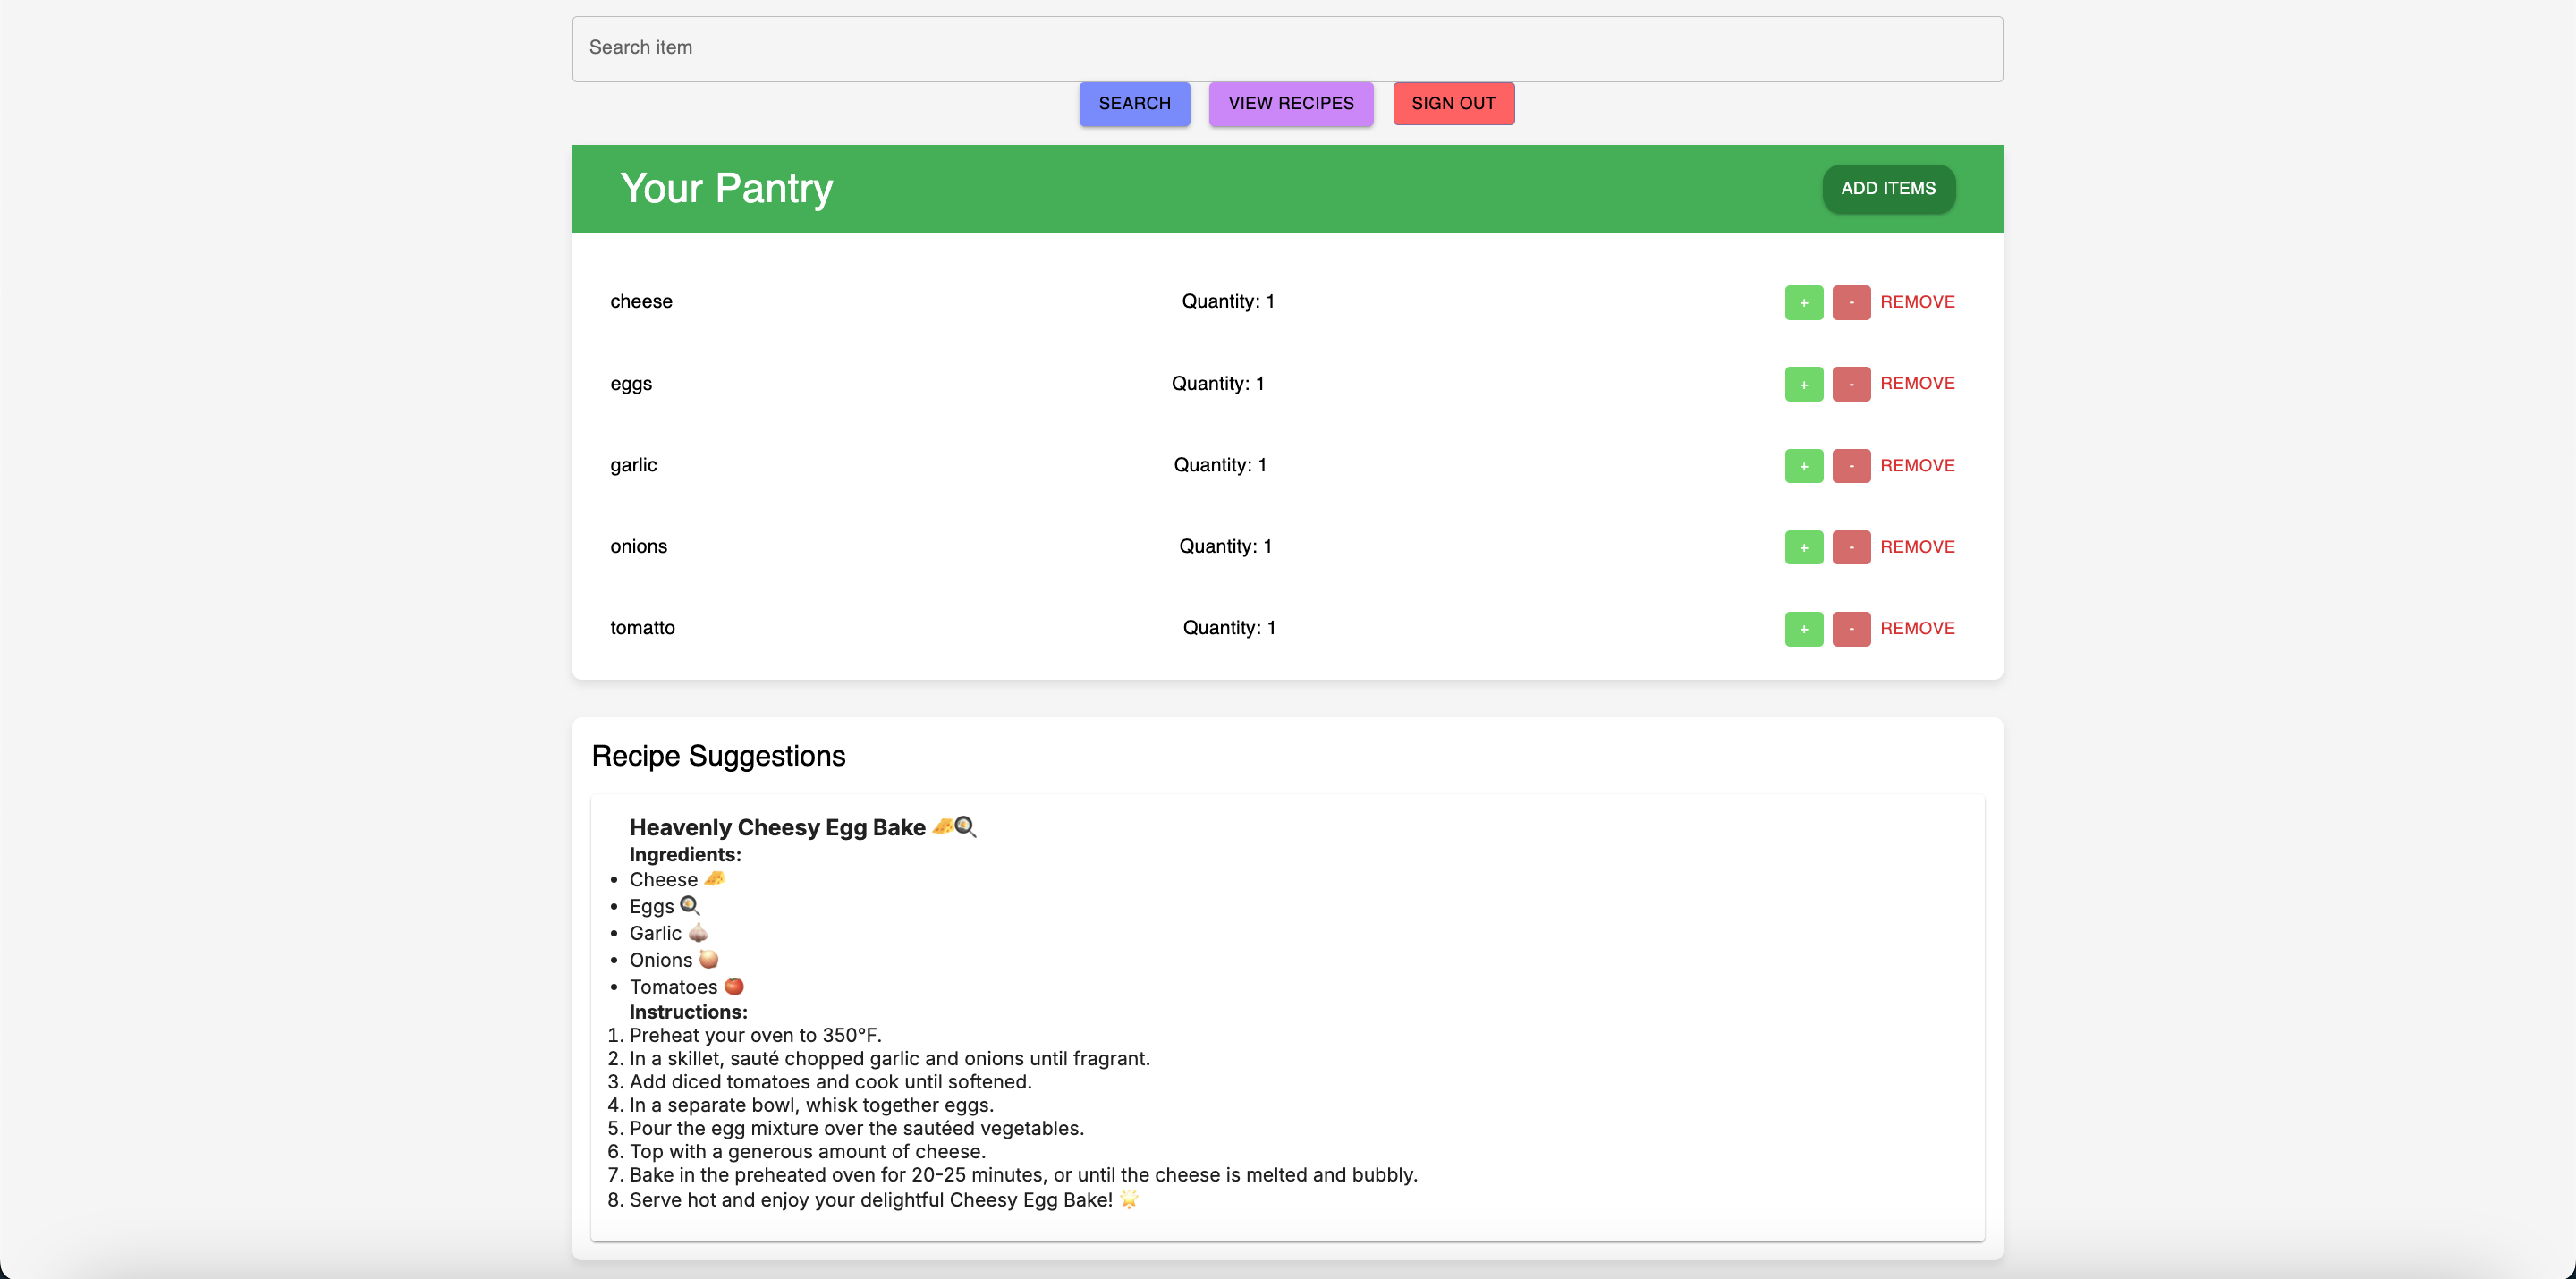 Search item
SEARCH VIEW RECIPES SIGN OUT
Your Pantry ADD ITEMS
cheese Quantity: 1 + - REMOVE
eggs Quantity: 1 + - REMOVE
garlic Quantity: 1 + - REMOVE
onions Quantity: 1 + - REMOVE
tomatto Quantity: 1 + - REMOVE
Recipe Suggestions
Heavenly Cheesy Egg Bake 🧀🍳
Ingredients:
• Cheese 🧀
• Eggs 🍳
• Garlic 🧄
• Onions 🧅
• Tomatoes 🍅
Instructions:
1. Preheat your oven to 350°F.
2. In a skillet, sauté chopped garlic and onions until fragrant.
3. Add diced tomatoes and cook until softened.
4. In a separate bowl, whisk together eggs.
5. Pour the egg mixture over the sautéed vegetables.
6. Top with a generous amount of cheese.
7. Bake in the preheated oven for 20-25 minutes, or until the cheese is melted and bubbly.
8. Serve hot and enjoy your delightful Cheesy Egg Bake! 🌟